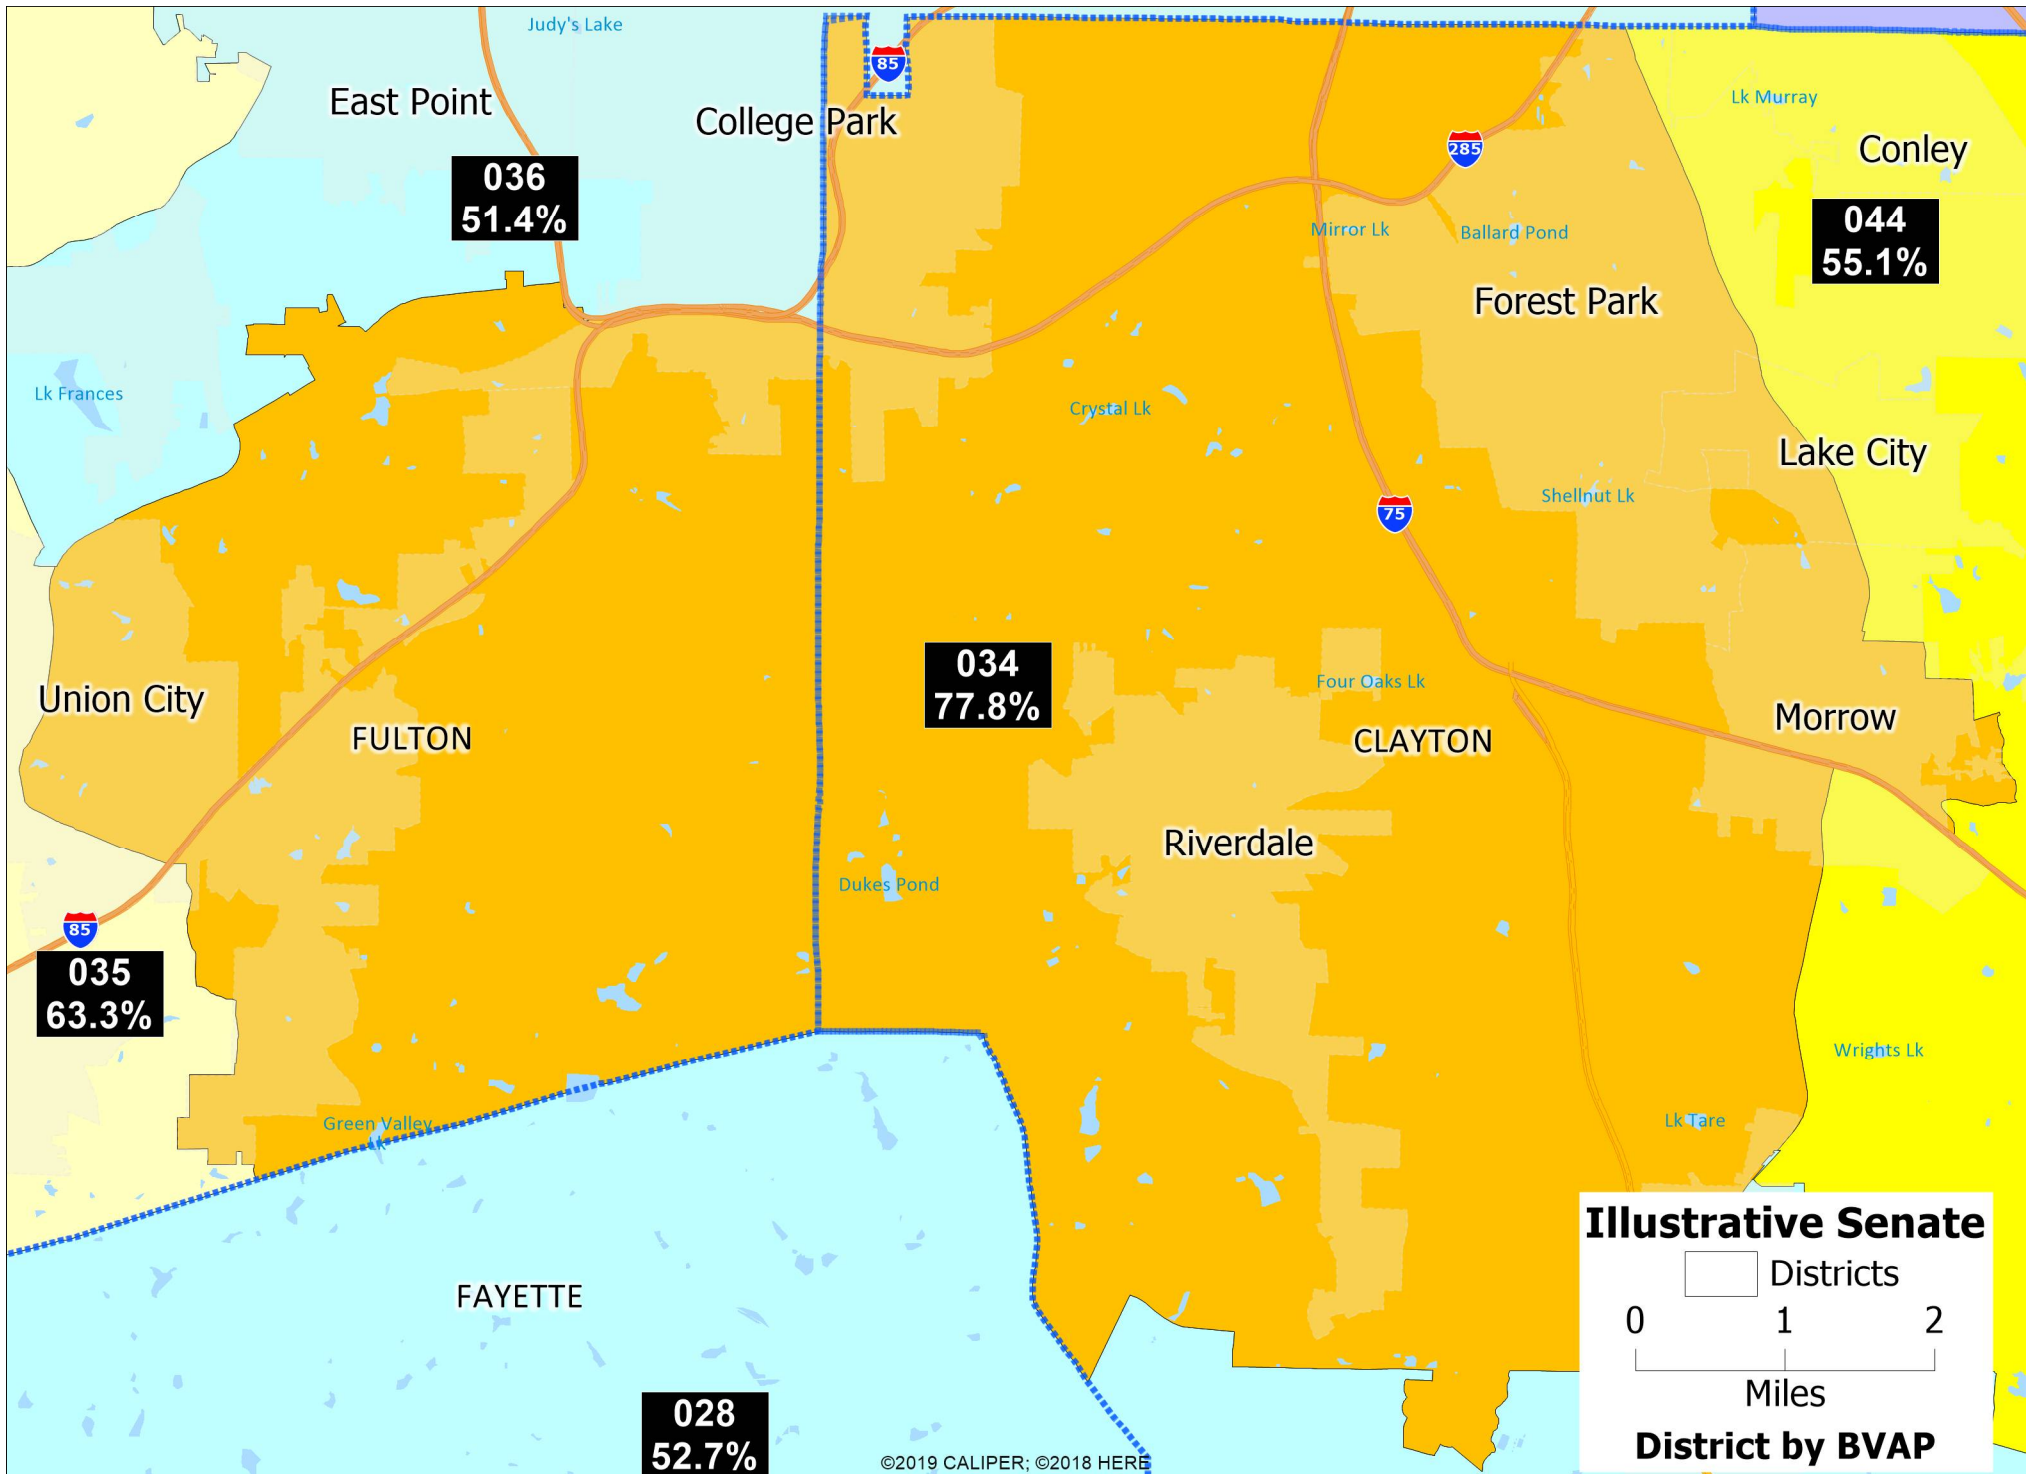 Judy's Lake
East Point
College Park
85
036
51.4%
Lk Murray
Conley
285
044
55.1%
Mirror Lk
Ballard Pond
Forest Park
Lk Frances
Crystal Lk
Lake City
Shellnut Lk
75
034
77.8%
Four Oaks Lk
Union City
FULTON
CLAYTON
Morrow
Riverdale
Dukes Pond
85
035
63.3%
Wrights Lk
Green Valley
Lk
Lk Tare
FAYETTE
028
52.7%
©2019 CALIPER; ©2018 HERE
Illustrative Senate
Districts
0 1 2
Miles
District by BVAP